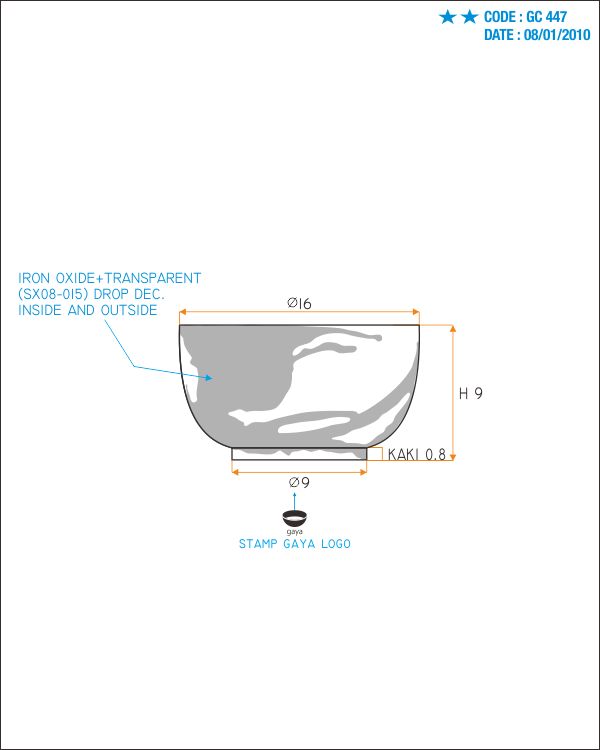 ★★ CODE : GC 447
DATE : 08/01/2010
IRON OXIDE+TRANSPARENT
(SX08-015) DROP DEC.
INSIDE AND OUTSIDE
Ø16
H 9
KAKI 0.8
Ø9
gaya
STAMP GAYA LOGO